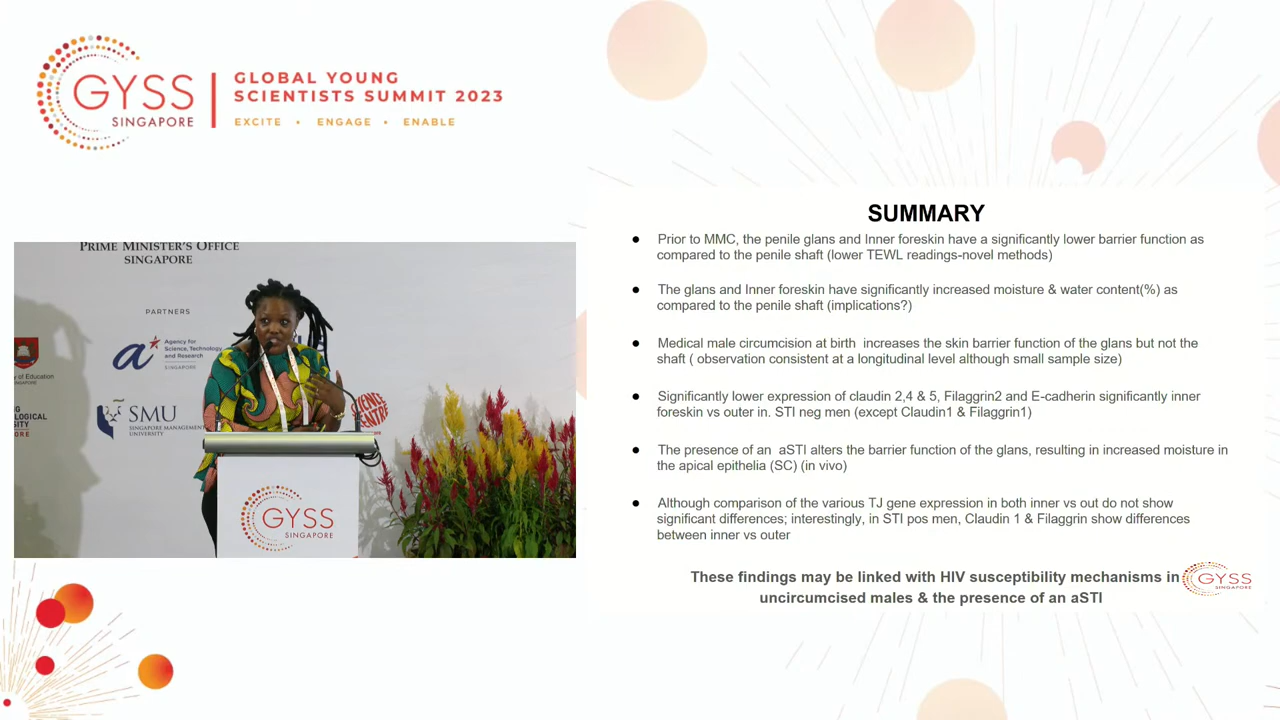 GYSS
SINGAPORE
GLOBAL YOUNG
SCIENTISTS SUMMIT 2023
EXCITE • ENGAGE • ENABLE
PRIME MINISTER'S OFFICE
SINGAPORE
PARTNERS
Agency for
Science, Technology
and Research
SINGAPORE
y of Education
SMU
SINGAPORE MANAGEMENT
UNIVERSITY
GYSS
SINGAPORE
SUMMARY
● Prior to MMC, the penile glans and Inner foreskin have a significantly lower barrier function as
compared to the penile shaft (lower TEWL readings-novel methods)
● The glans and Inner foreskin have significantly increased moisture & water content(%) as
compared to the penile shaft (implications?)
● Medical male circumcision at birth increases the skin barrier function of the glans but not the
shaft ( observation consistent at a longitudinal level although small sample size)
● Significantly lower expression of claudin 2,4 & 5, Filaggrin2 and E-cadherin significantly inner
foreskin vs outer in. STI neg men (except Claudin1 & Filaggrin1)
● The presence of an aSTI alters the barrier function of the glans, resulting in increased moisture in
the apical epithelia (SC) (in vivo)
● Although comparison of the various TJ gene expression in both inner vs out do not show
significant differences; interestingly, in STI pos men, Claudin 1 & Filaggrin show differences
between inner vs outer
These findings may be linked with HIV susceptibility mechanisms in
uncircumcised males & the presence of an aSTI
GYSS
SINGAPORE